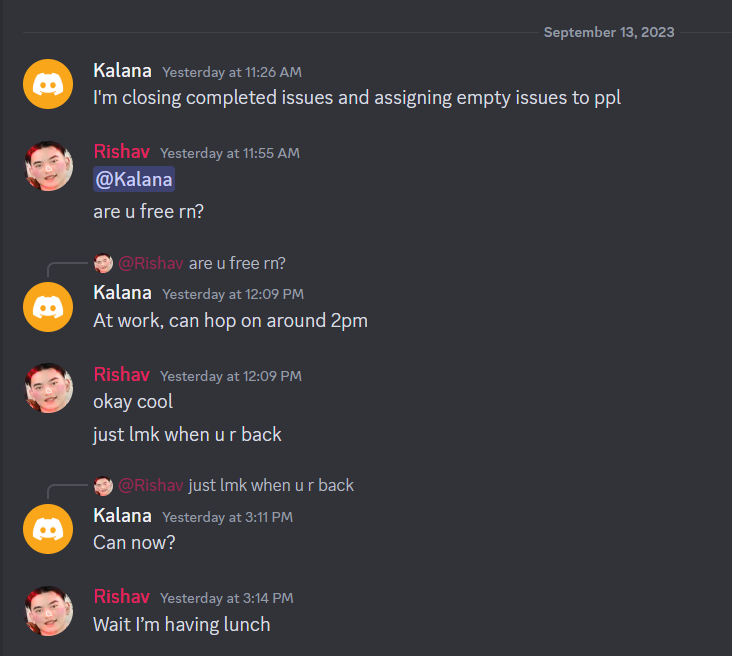 September 13, 2023
Kalana Yesterday at 11:26 AM
I'm closing completed issues and assigning empty issues to ppl
Rishav Yesterday at 11:55 AM
@Kalana
are u free rn?
@Rishav are u free rn?
Kalana Yesterday at 12:09 PM
At work, can hop on around 2pm
Rishav Yesterday at 12:09 PM
okay cool
just lmk when u r back
@Rishav just lmk when u r back
Kalana Yesterday at 3:11 PM
Can now?
Rishav Yesterday at 3:14 PM
Wait I’m having lunch